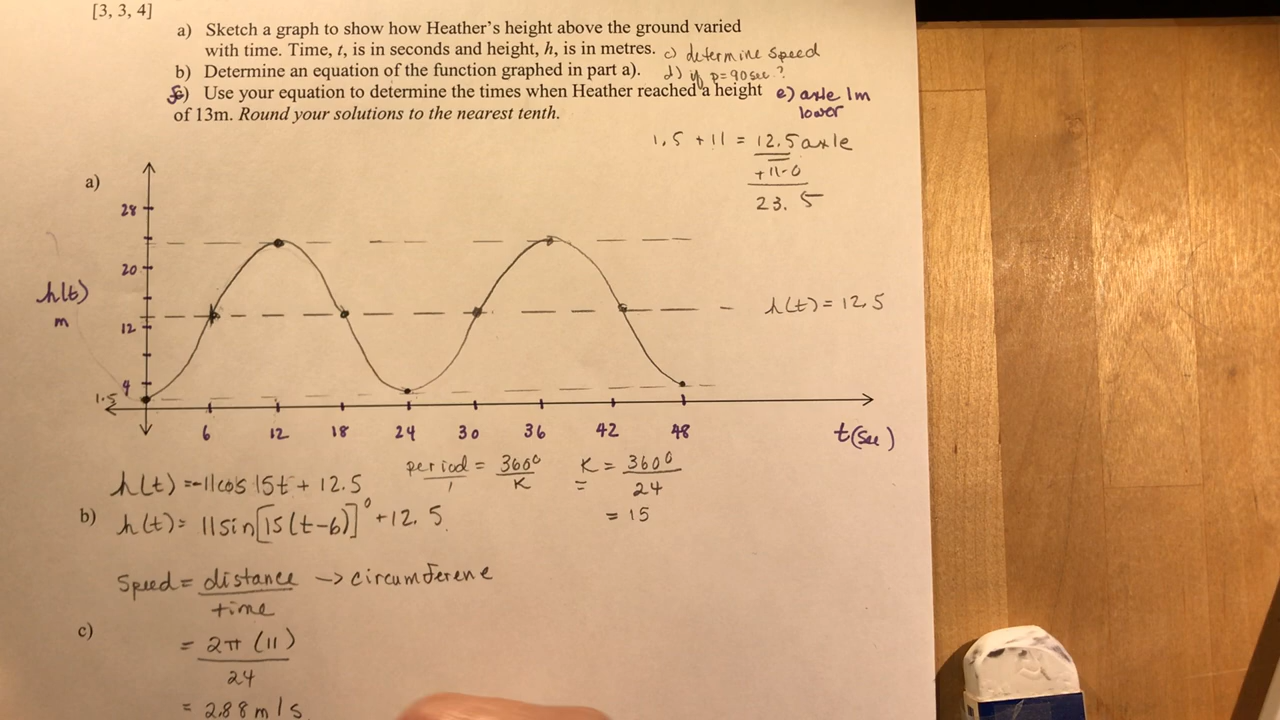 [3, 3, 4]
a) Sketch a graph to show how Heather's height above the ground varied
with time. Time, t, is in seconds and height, h, is in metres. c) determine speed
b) Determine an equation of the function graphed in part a). d) if p=90sec.?
f) Use your equation to determine the times when Heather reached a height e) axle 1m
lower
of 13m. Round your solutions to the nearest tenth.
1.5 + 11 = 12.5 axle
+11.0
23.5
a)
28
20
h(t)
m
12
h(t) = 12.5
4
1.5
6 12 18 24 30 36 42 48
t(sec)
period = 360°/K K = 360°/24
1
h(t) = -11cos 15t + 12.5
= 15
b) h(t) = 11sin[15(t-6)]° + 12.5
Speed = distance -> circumferene
time
c)
= 2π (11)
24
= 2.88 m/s